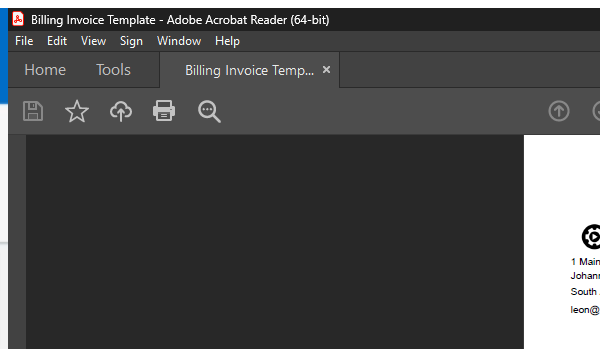 Billing Invoice Template - Adobe Acrobat Reader (64-bit)
File Edit View Sign Window Help
Home Tools Billing Invoice Temp... ×
1 Main
Johann
South
leon@